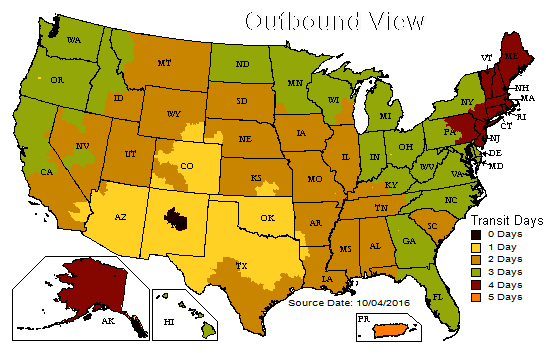 Outbound View
WA
MT
ND
MN
VT
ME
OR
ID
SD
WI
MI
NY
NH
MA
RI
CT
WY
NE
IA
PA
NJ
DE
MD
NV
UT
CO
KS
MO
IL
IN
OH
WV
VA
CA
KY
NC
TN
AZ
OK
AR
SC
MS
AL
GA
TX
LA
FL
AK
HI
PR
Transit Days
0 Days
1 Day
2 Days
3 Days
4 Days
5 Days
Source Date: 10/04/2016